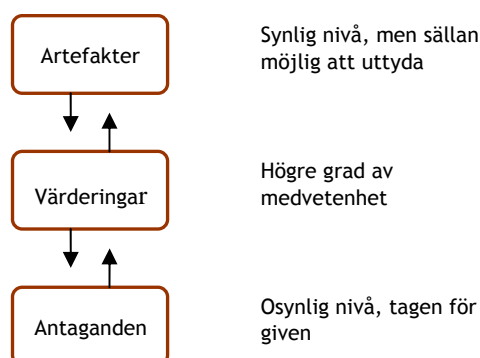 Artefakter
Synlig nivå, men sällan
möjlig att uttyda
Värderingar
Högre grad av
medvetenhet
Antaganden
Osynlig nivå, tagen för
given